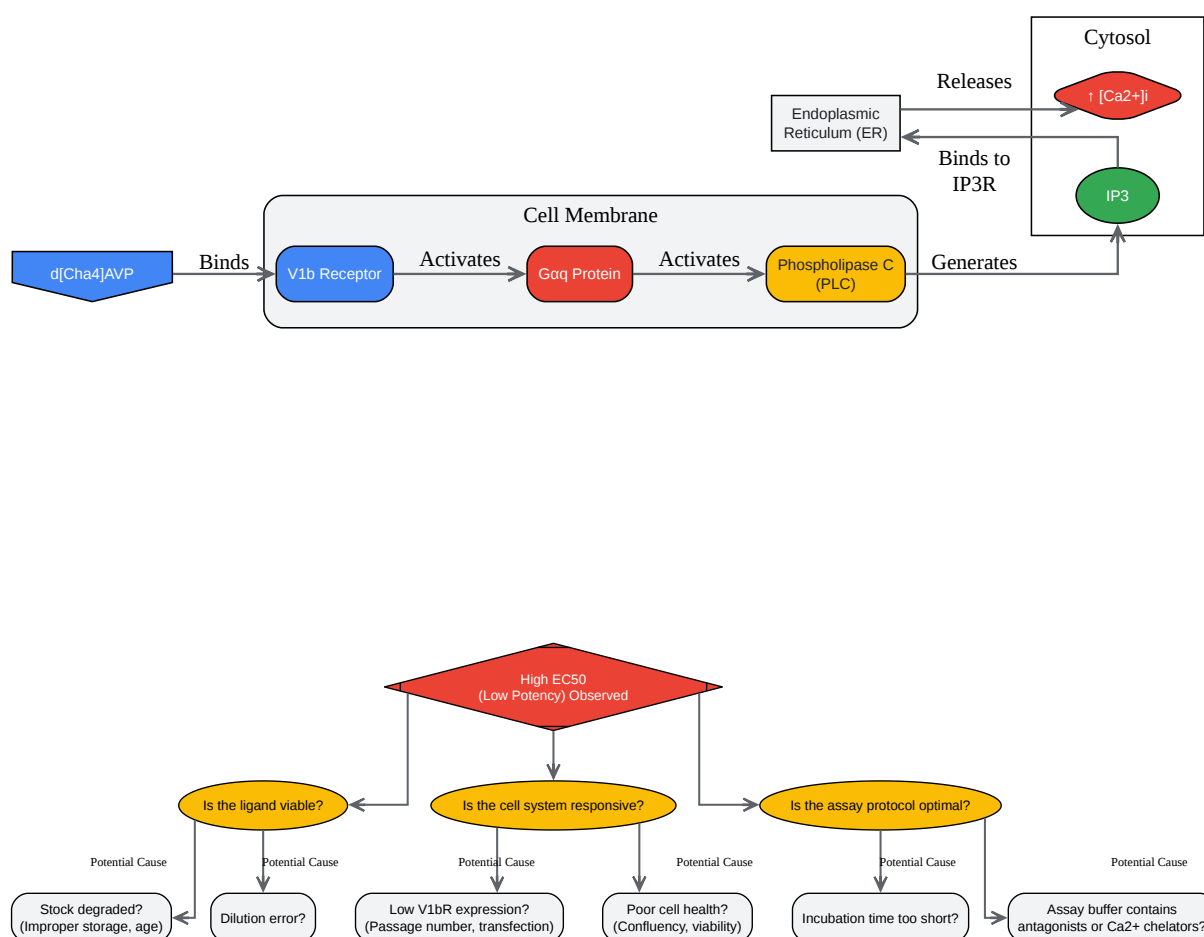 Cytosol
Releases
↑ [Ca2+]i
Endoplasmic
Reticulum (ER)
Binds to
IP3R
IP3
Cell Membrane
d[Cha4]AVP
Binds
V1b Receptor
Activates
Gαq Protein
Activates
Phospholipase C
(PLC)
Generates
High EC50
(Low Potency) Observed
Is the ligand viable?
Is the cell system responsive?
Is the assay protocol optimal?
Potential Cause
Potential Cause
Potential Cause
Potential Cause
Potential Cause
Potential Cause
Stock degraded?
(Improper storage, age)
Dilution error?
Low V1bR expression?
(Passage number, transfection)
Poor cell health?
(Confluency, viability)
Incubation time too short?
Assay buffer contains
antagonists or Ca2+ chelators?